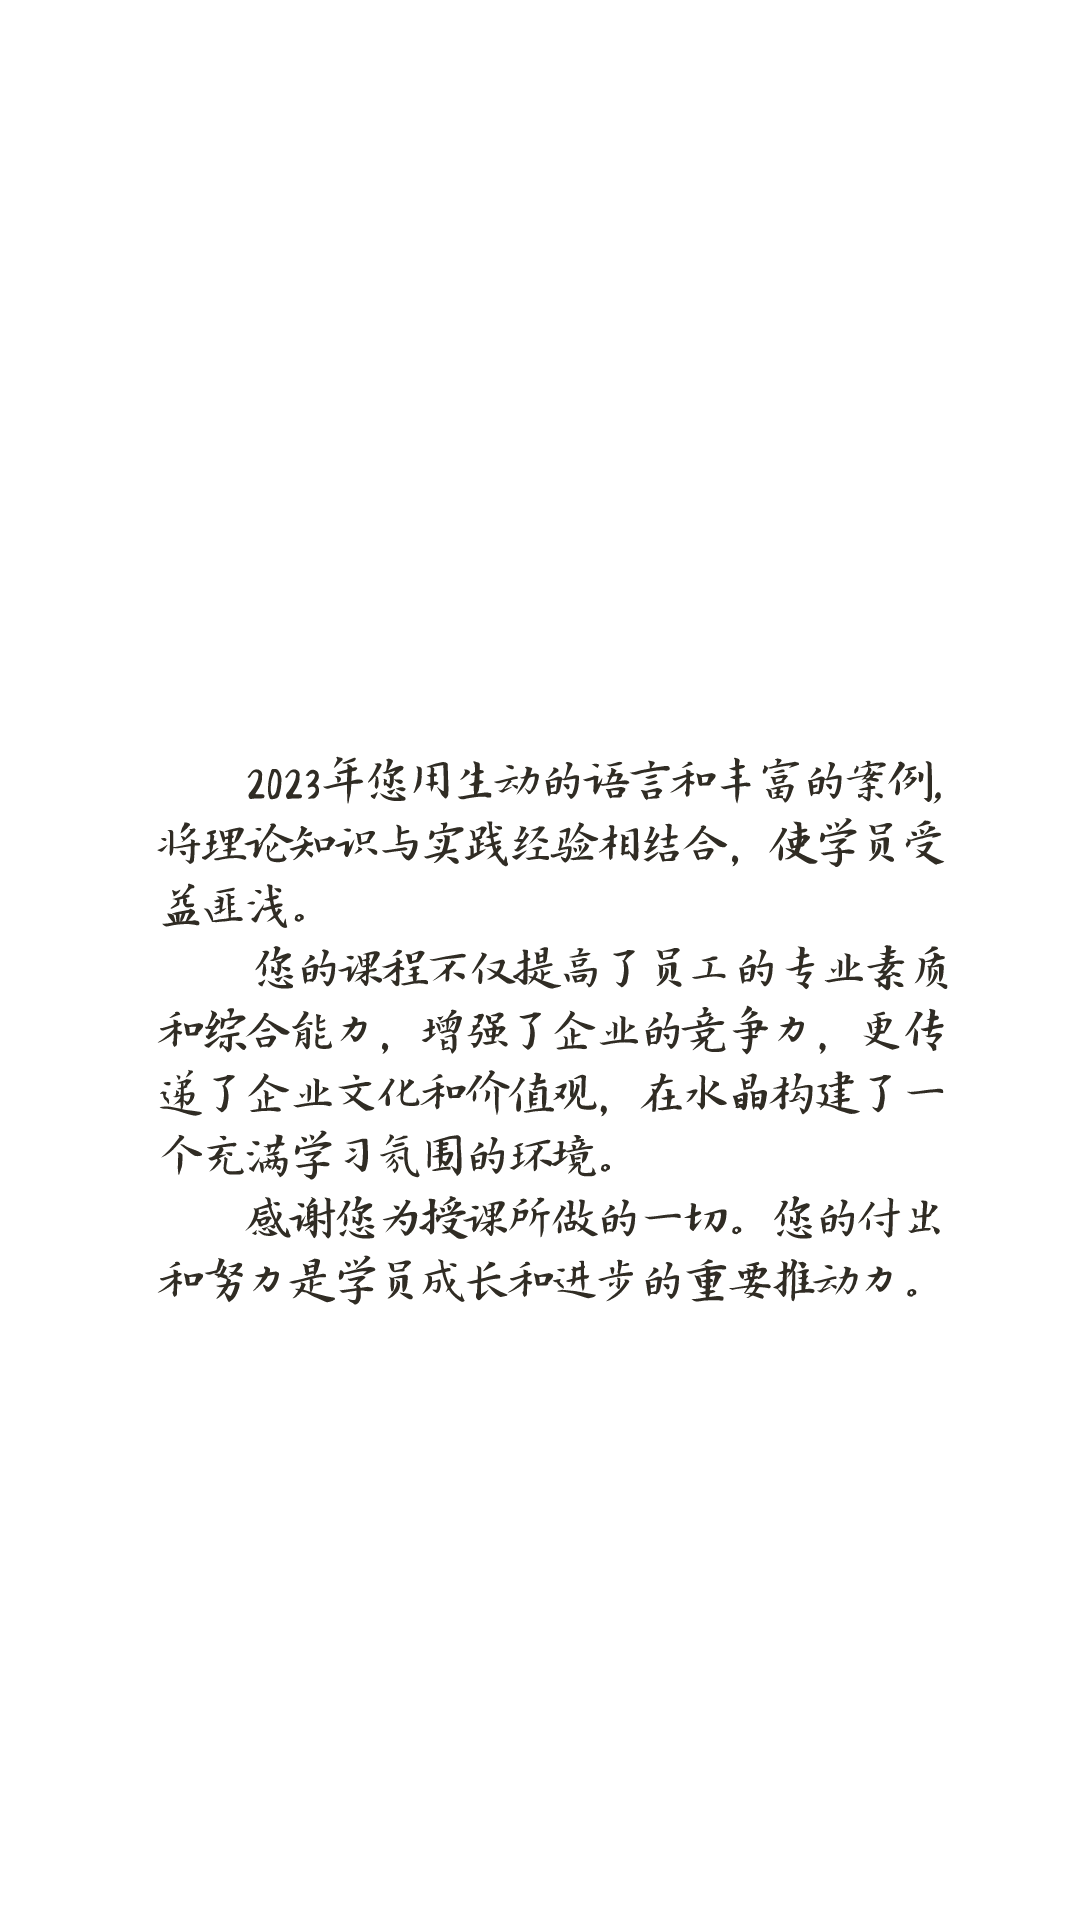 2023年您用生动的语言和丰富的案例,
将理论知识与实践经验相结合，使学员受
益匪浅。
您的课程不仅提高了员工的专业素质
和综合能力，增强了企业的竞争力，更传
递了企业文化和价值观，在水晶构建了一
个充满学习氛围的环境。
感谢您为授课所做的一切。您的付出
和努力是学员成长和进步的重要推动力。